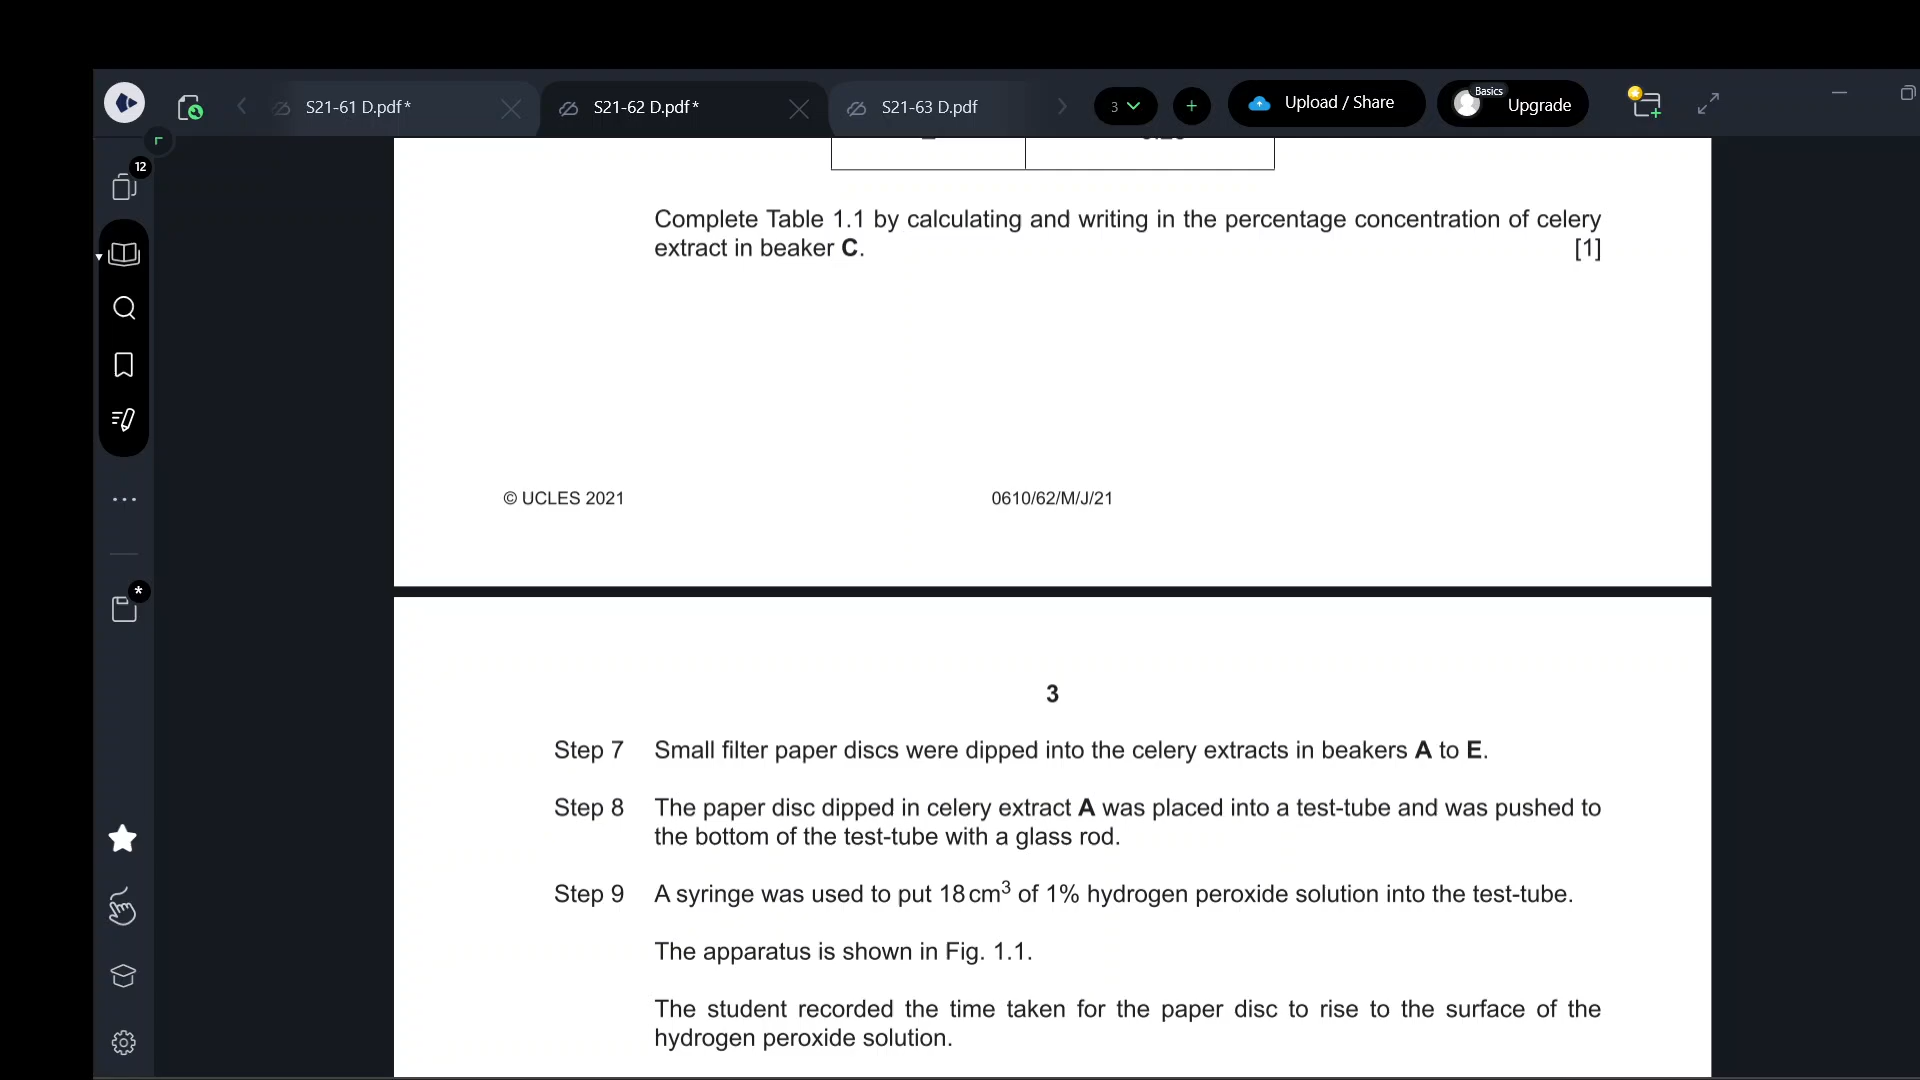 S21-61 D.pdf*
S21-62 D.pdf*
S21-63 D.pdf
3
Upload / Share
Basics
Upgrade
12
Complete Table 1.1 by calculating and writing in the percentage concentration of celery
extract in beaker C. [1]
© UCLES 2021
0610/62/M/J/21
3
Step 7 Small filter paper discs were dipped into the celery extracts in beakers A to E.
Step 8 The paper disc dipped in celery extract A was placed into a test-tube and was pushed to
the bottom of the test-tube with a glass rod.
Step 9 A syringe was used to put 18 cm³ of 1% hydrogen peroxide solution into the test-tube.
The apparatus is shown in Fig. 1.1.
The student recorded the time taken for the paper disc to rise to the surface of the
hydrogen peroxide solution.